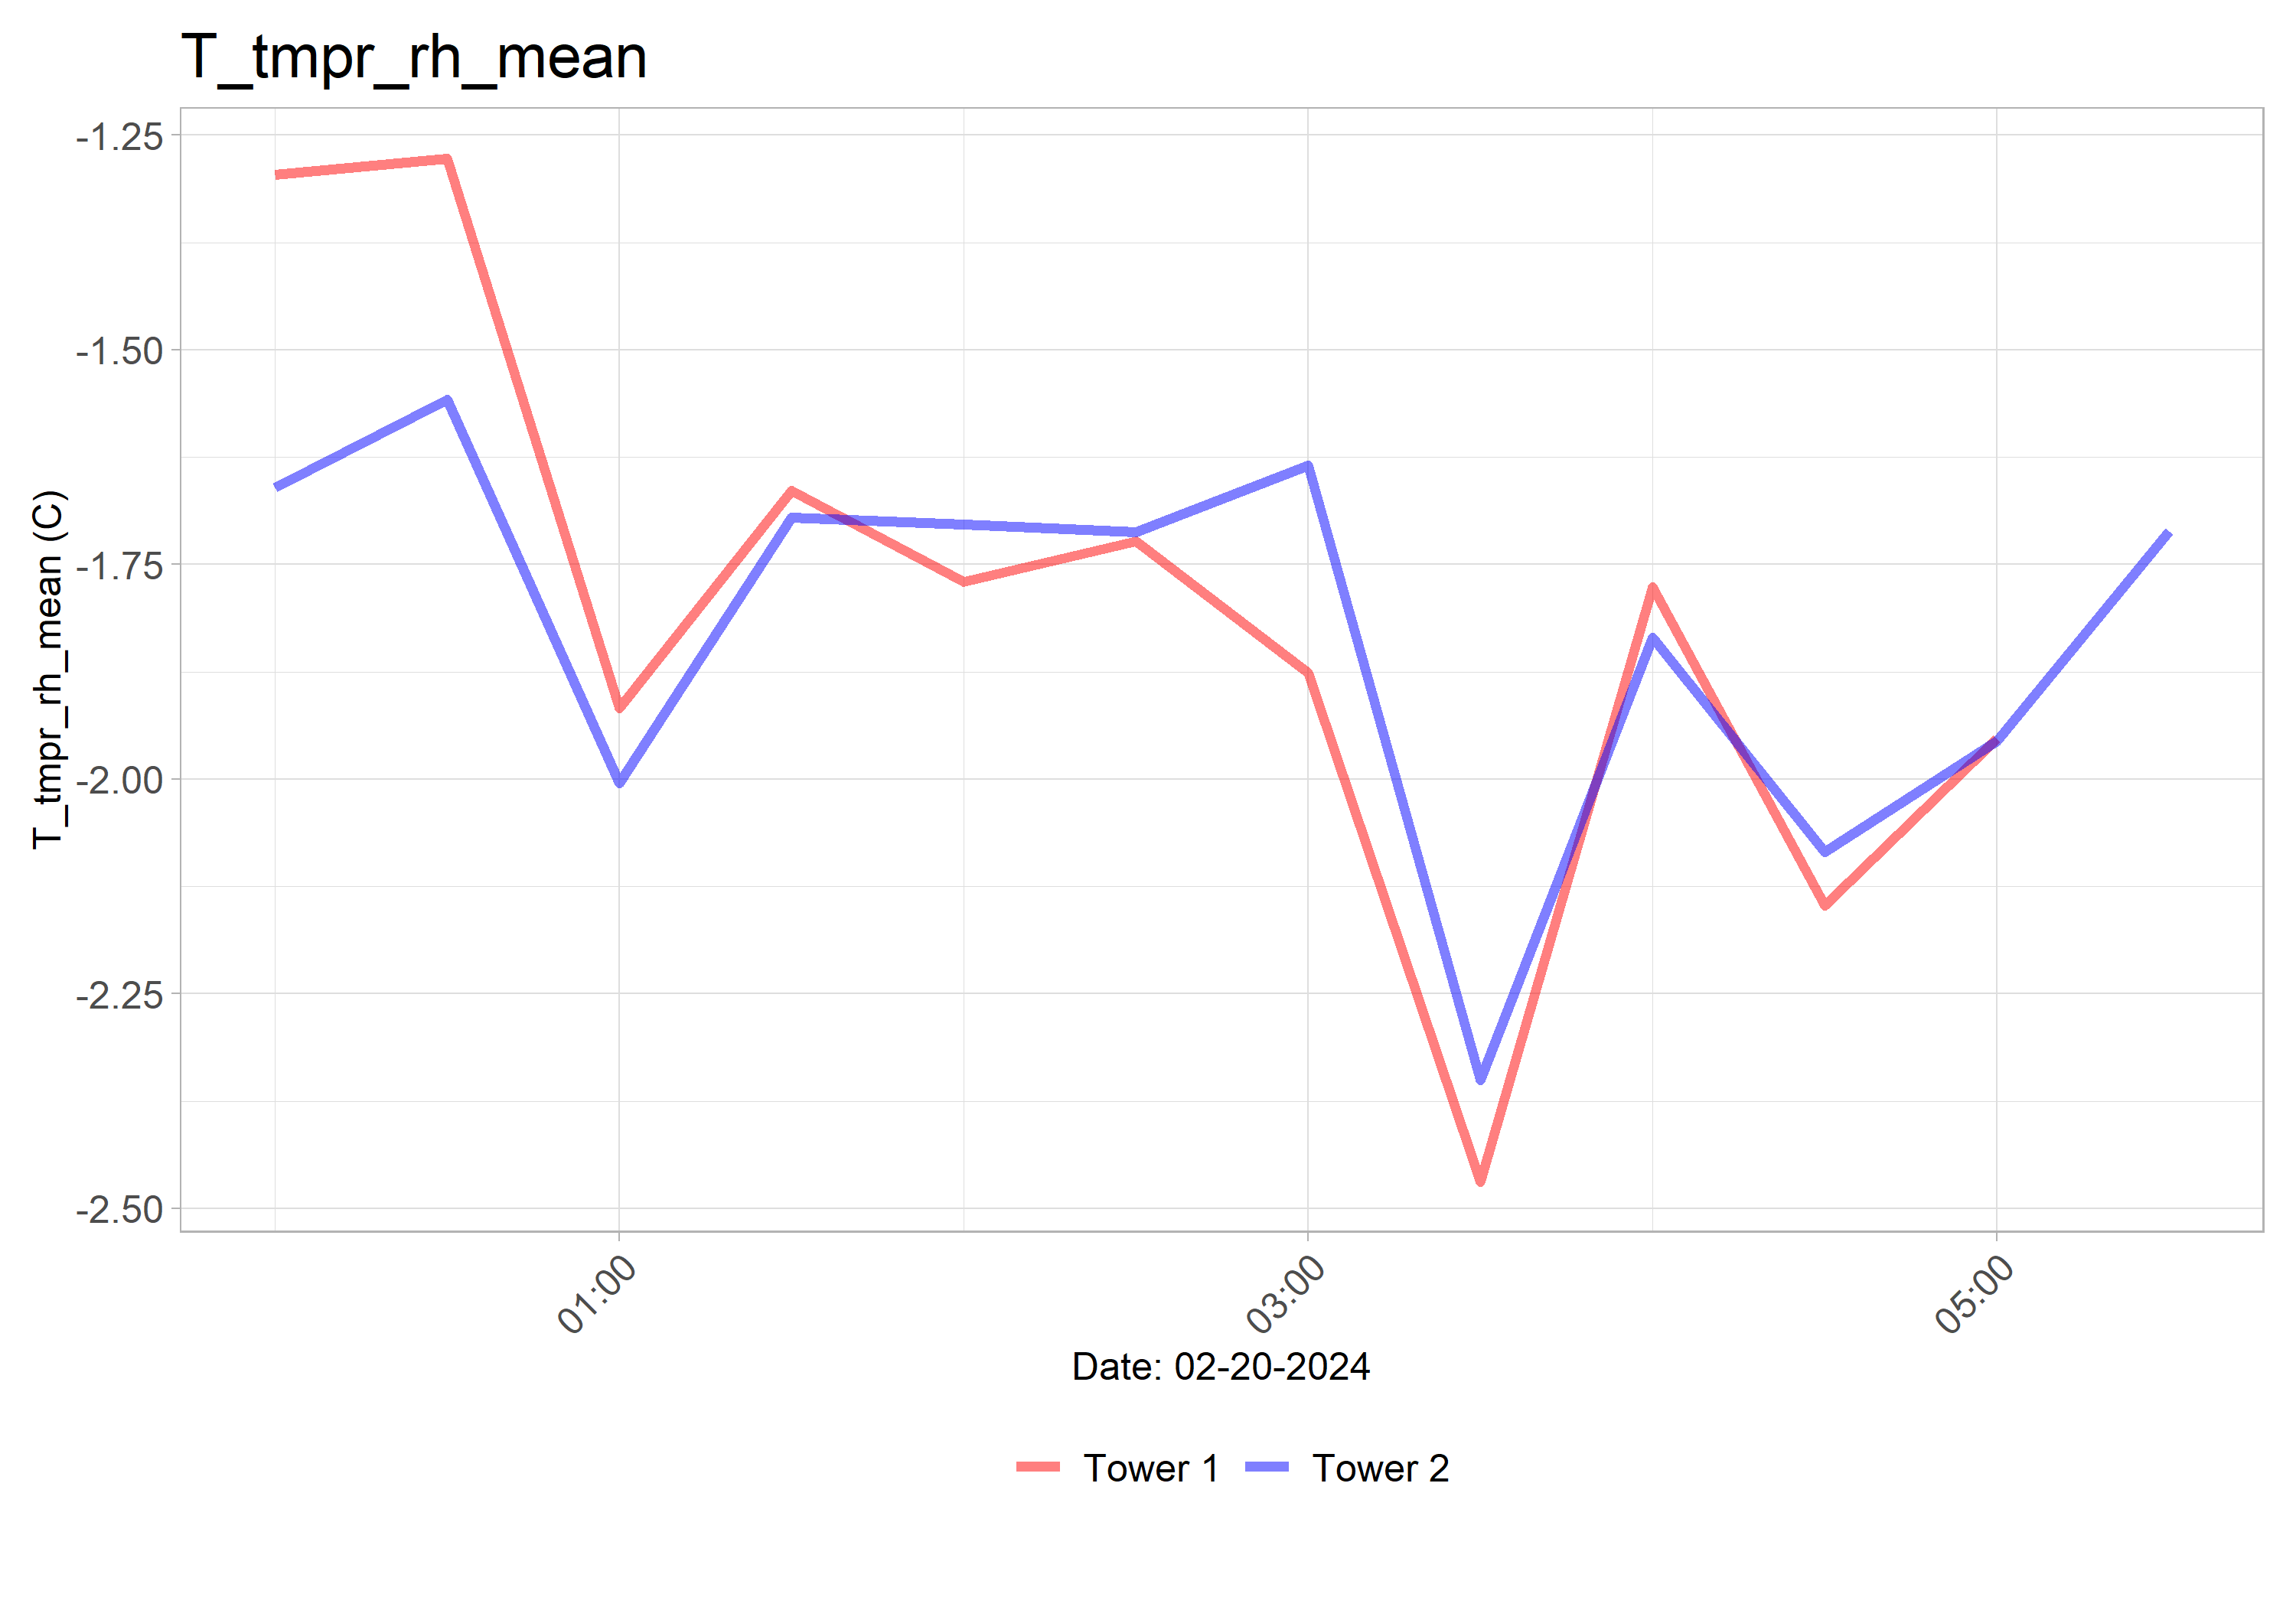 T_tmpr_rh_mean
-1.25
-1.50
-1.75
-2.00
-2.25
-2.50
T_tmpr_rh_mean (C)
01:00
03:00
05:00
Date: 02-20-2024
Tower 1
Tower 2